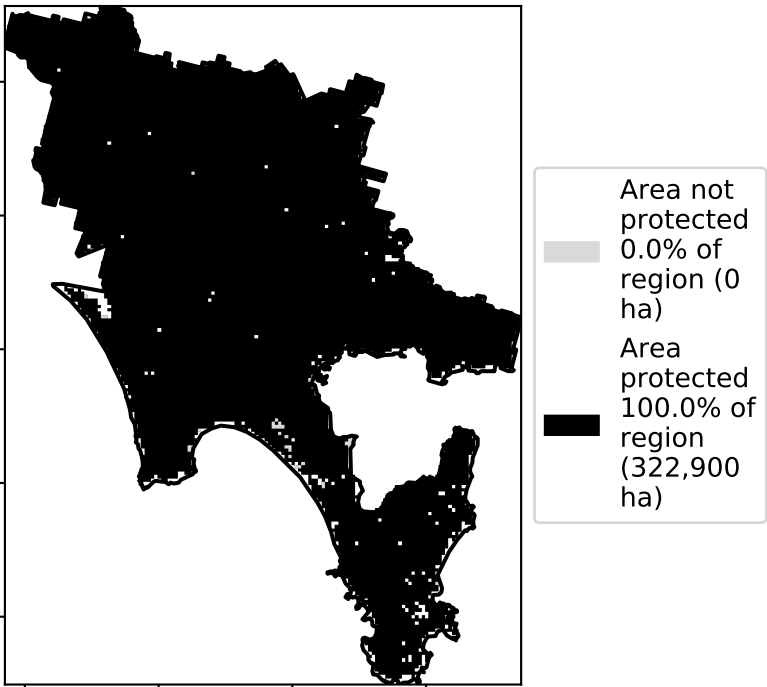 Area not
protected
0.0% of
region (0
ha)
Area
protected
100.0% of
region
(322,900
ha)